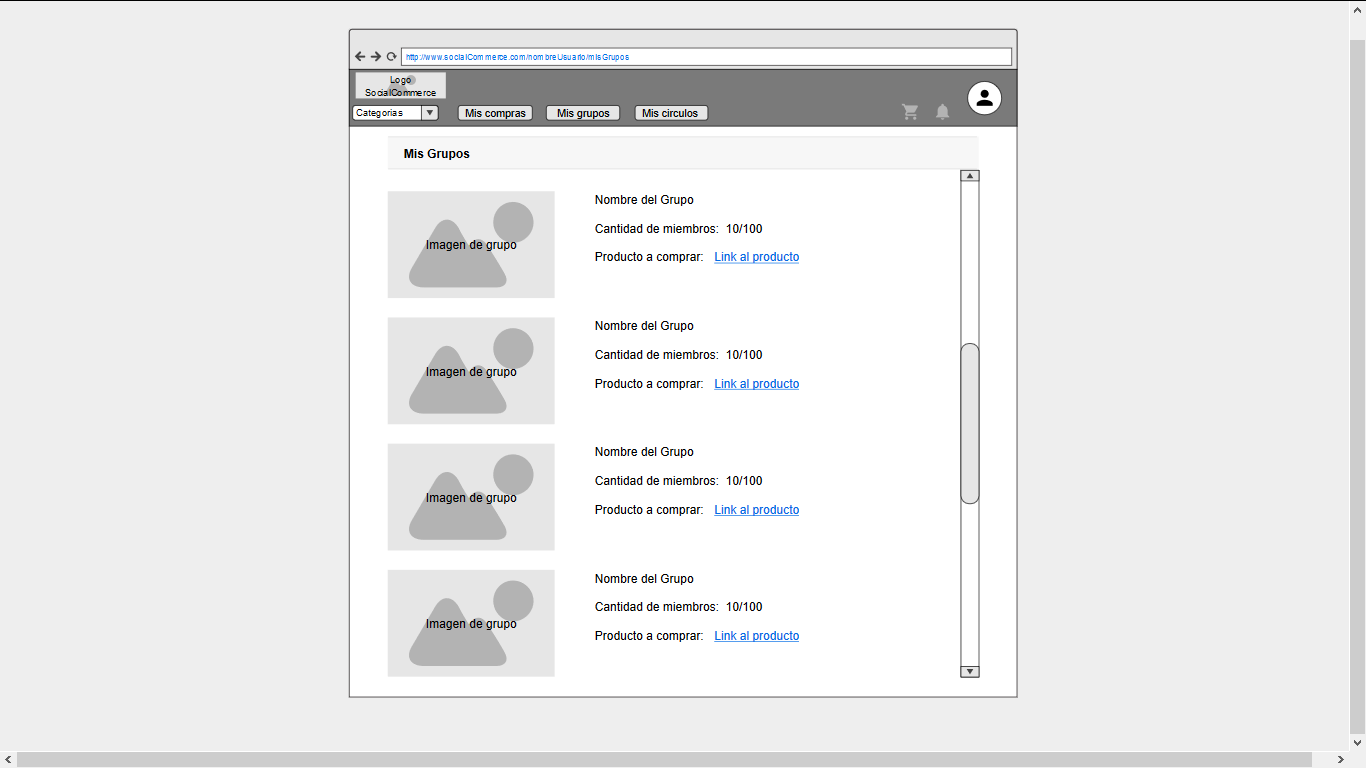 http://www.socialCommerce.com/nombreUsuario/misGrupos
Logo
SocialCommerce
Categorias
Mis compras
Mis grupos
Mis circulos
Mis Grupos
Imagen de grupo
Nombre del Grupo
Cantidad de miembros: 10/100
Producto a comprar: Link al producto
Imagen de grupo
Nombre del Grupo
Cantidad de miembros: 10/100
Producto a comprar: Link al producto
Imagen de grupo
Nombre del Grupo
Cantidad de miembros: 10/100
Producto a comprar: Link al producto
Imagen de grupo
Nombre del Grupo
Cantidad de miembros: 10/100
Producto a comprar: Link al producto